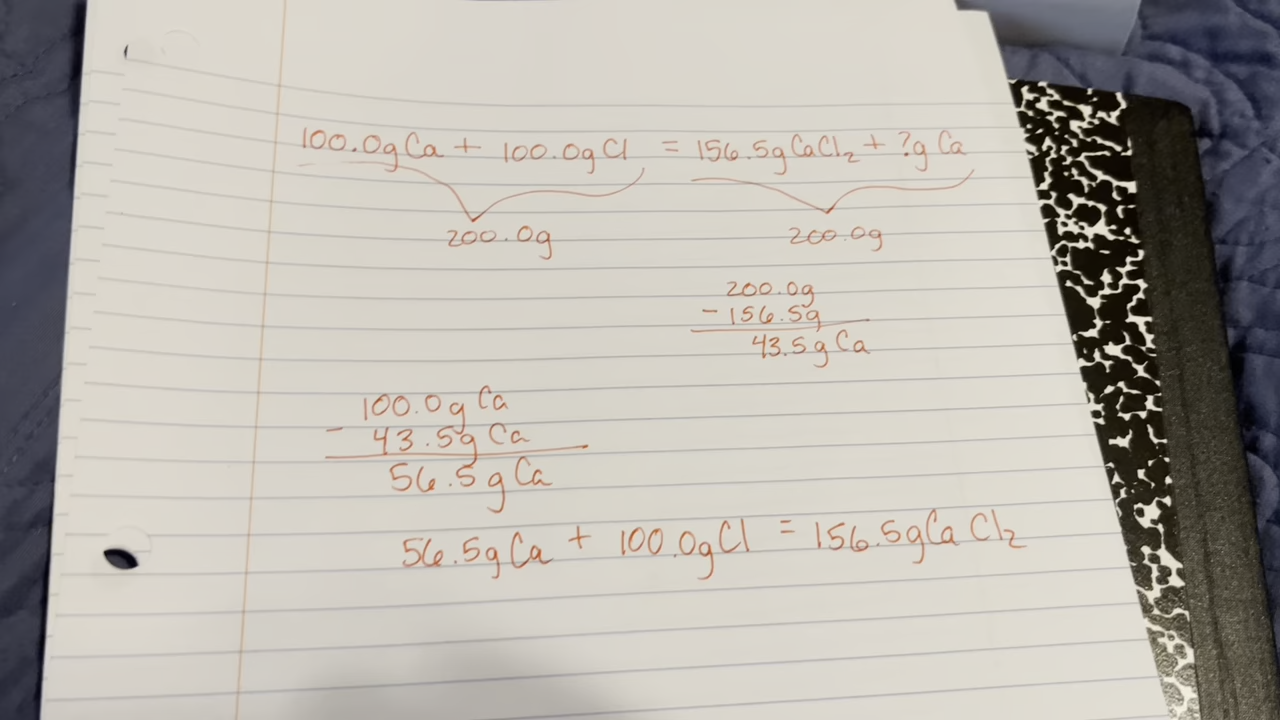 100.0g Ca + 100.0g Cl = 156.5g CaCl₂ + ?g Ca
200.0g 200.0g
200.0g
- 156.5g
43.5g Ca
100.0g Ca
- 43.5g Ca
56.5g Ca
56.5g Ca + 100.0g Cl = 156.5g CaCl₂